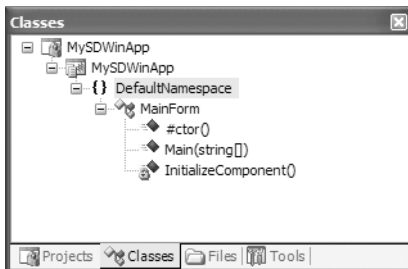 Classes
MySDWinApp
MySDWinApp
{} DefaultNamespace
MainForm
#ctor()
Main(string[])
InitializeComponent()
Projects Classes Files Tools